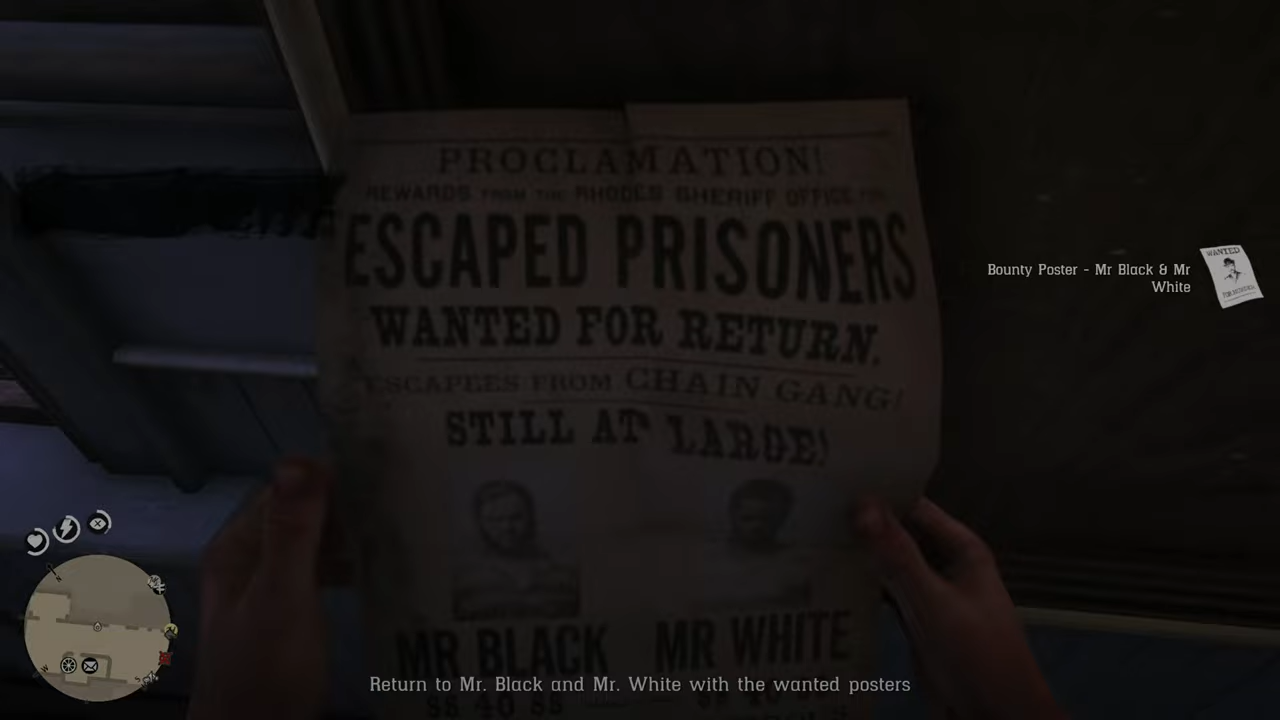 PROCLAMATION!
REWARDS FROM THE RHODES SHERIFF OFFICE FOR
ESCAPED PRISONERS
WANTED FOR RETURN.
ESCAPEES FROM CHAIN GANG!
STILL AT LARGE!
MR BLACK MR WHITE
$$ 40 $$
Bounty Poster - Mr Black & Mr
White
WANTED
Return to Mr. Black and Mr. White with the wanted posters